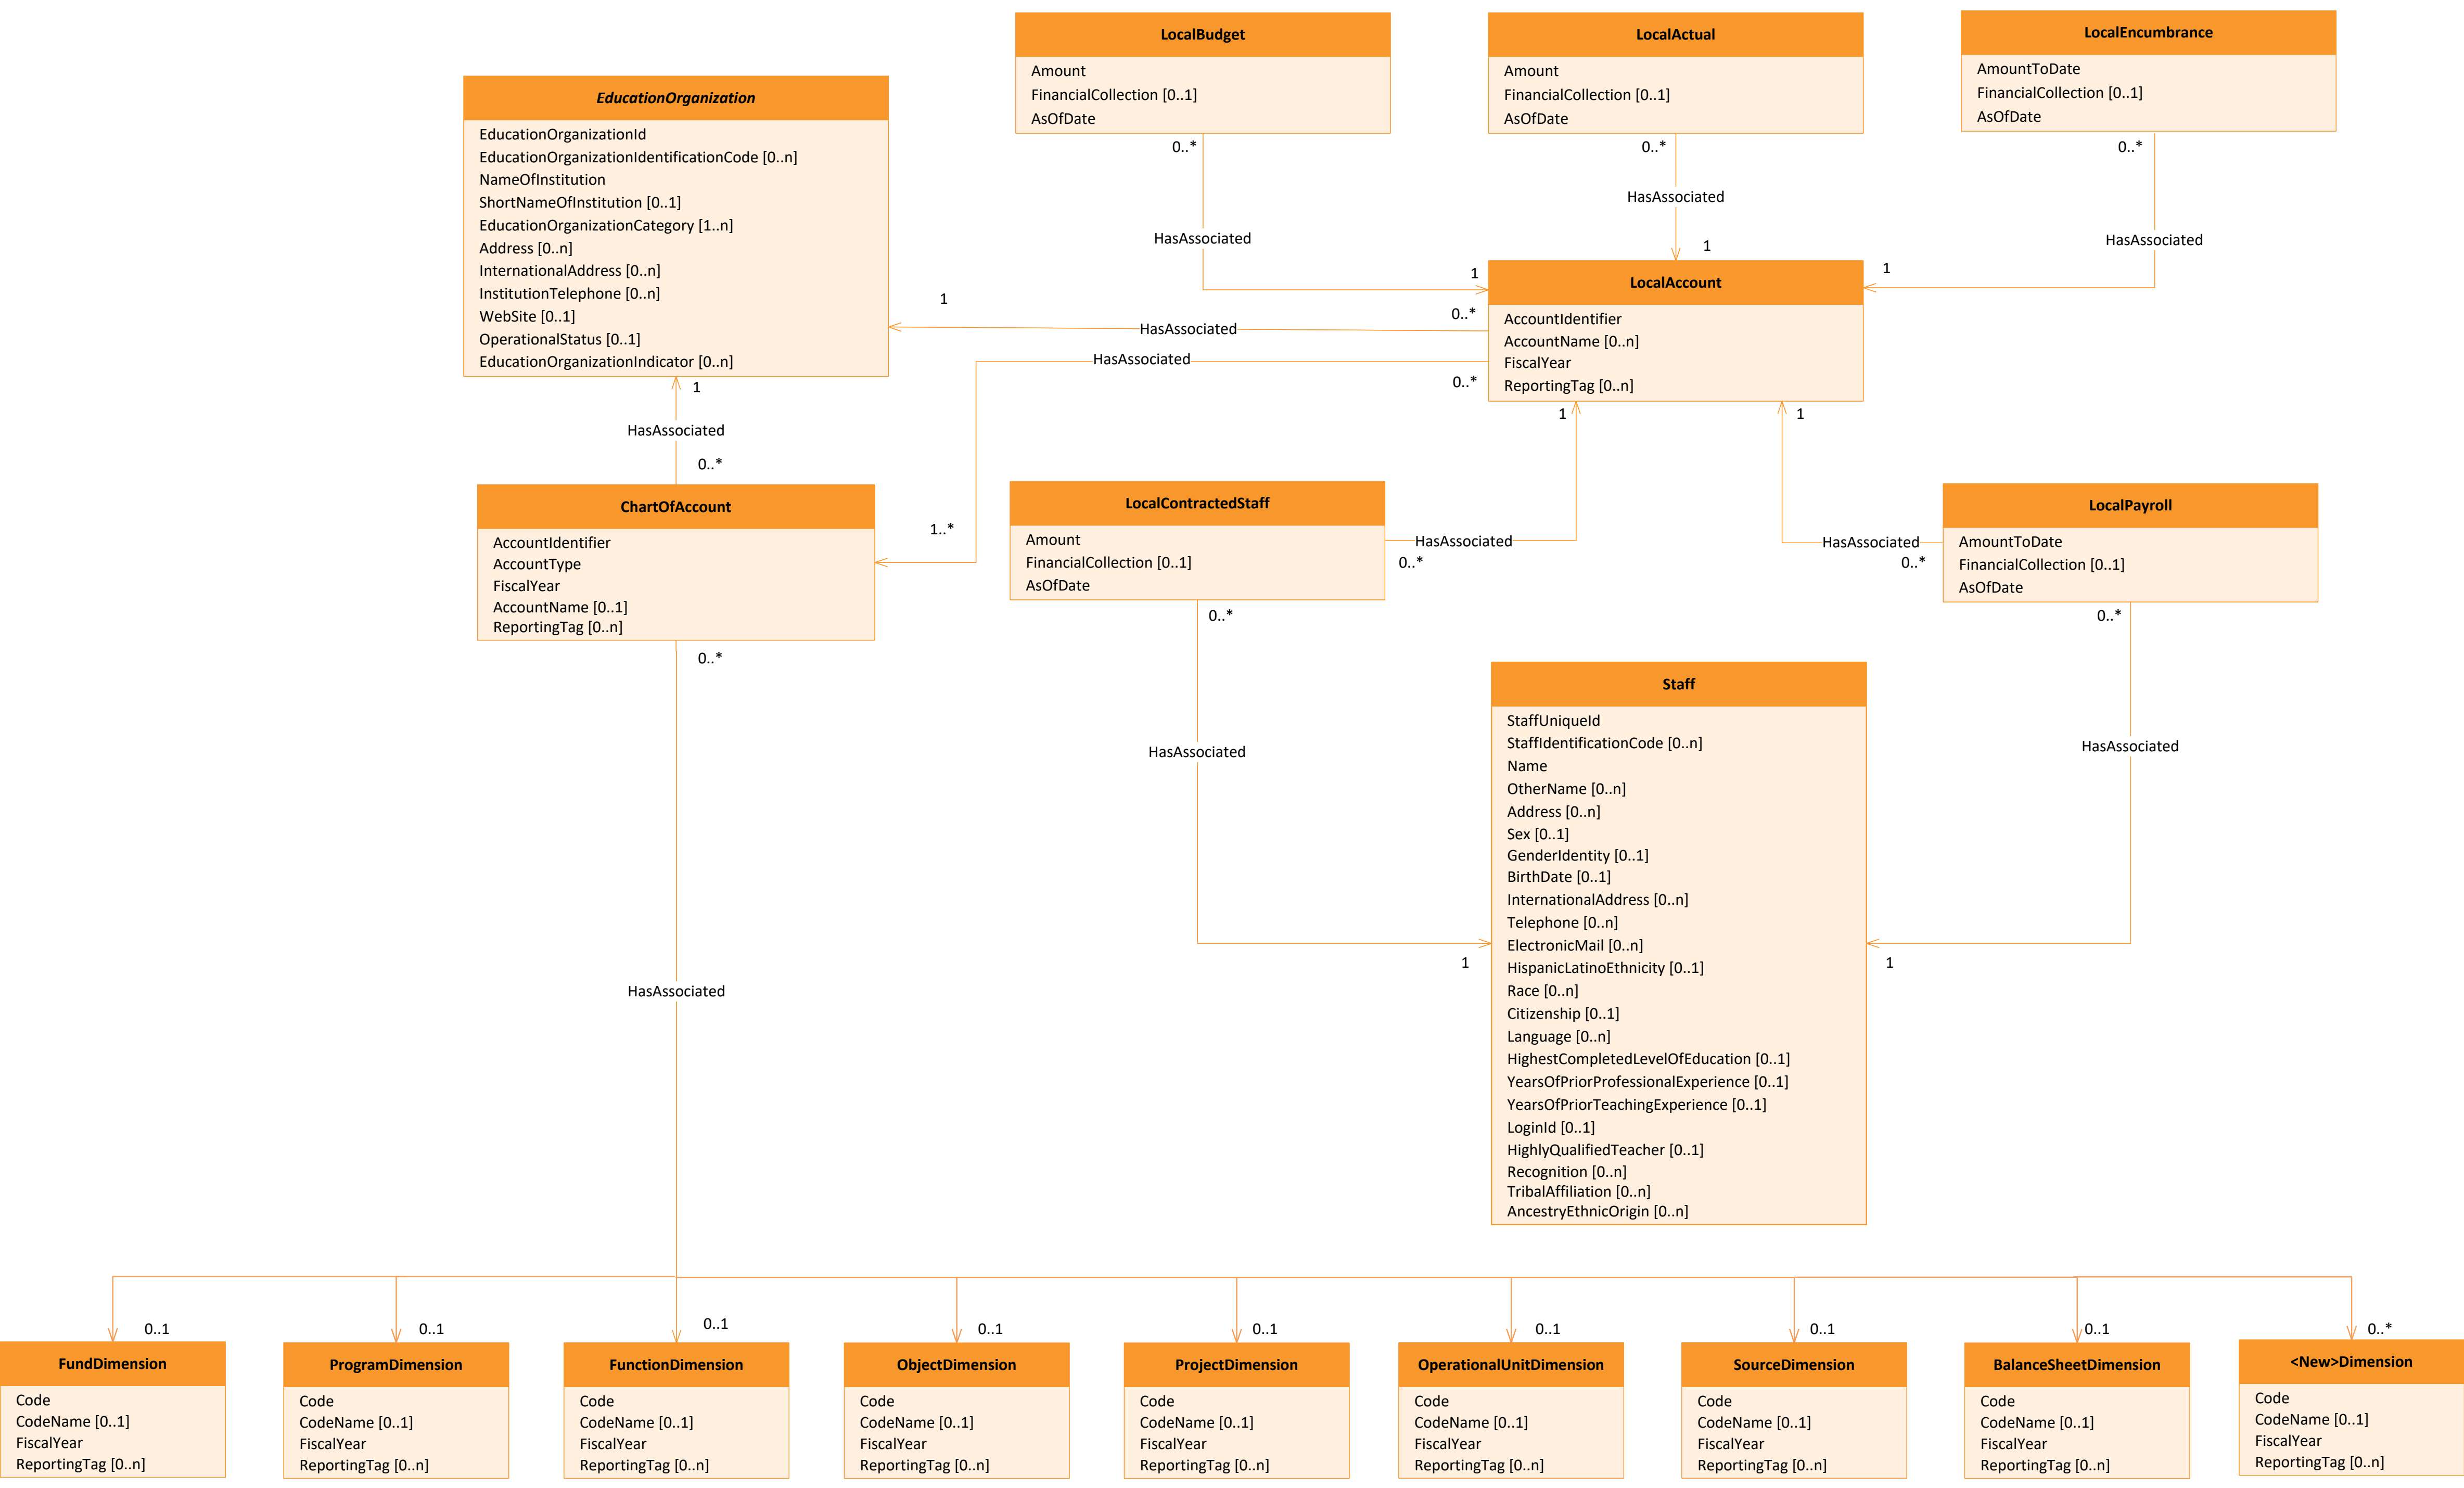 LocalBudget
Amount
FinancialCollection [0..1]
AsOfDate
0..*
HasAssociated
1
LocalActual
Amount
FinancialCollection [0..1]
AsOfDate
0..*
HasAssociated
1
LocalEncumbrance
AmountToDate
FinancialCollection [0..1]
AsOfDate
0..*
HasAssociated
1
EducationOrganization
EducationOrganizationId
EducationOrganizationIdentificationCode [0..n]
NameOfInstitution
ShortNameOfInstitution [0..1]
EducationOrganizationCategory [1..n]
Address [0..n]
InternationalAddress [0..n]
InstitutionTelephone [0..n]
WebSite [0..1]
OperationalStatus [0..1]
EducationOrganizationIndicator [0..n]
1
HasAssociated
0..*
HasAssociated
0..*
1..*
LocalAccount
AccountIdentifier
AccountName [0..n]
FiscalYear
ReportingTag [0..n]
1
1
1
HasAssociated
0..*
ChartOfAccount
AccountIdentifier
AccountType
FiscalYear
AccountName [0..1]
ReportingTag [0..n]
0..*
HasAssociated
LocalContractedStaff
Amount
FinancialCollection [0..1]
AsOfDate
HasAssociated
0..*
0..*
HasAssociated
1
LocalPayroll
AmountToDate
FinancialCollection [0..1]
AsOfDate
HasAssociated
0..*
0..*
HasAssociated
1
Staff
StaffUniqueId
StaffIdentificationCode [0..n]
Name
OtherName [0..n]
Address [0..n]
Sex [0..1]
GenderIdentity [0..1]
BirthDate [0..1]
InternationalAddress [0..n]
Telephone [0..n]
ElectronicMail [0..n]
HispanicLatinoEthnicity [0..1]
Race [0..n]
Citizenship [0..1]
Language [0..n]
HighestCompletedLevelOfEducation [0..1]
YearsOfPriorProfessionalExperience [0..1]
YearsOfPriorTeachingExperience [0..1]
LoginId [0..1]
HighlyQualifiedTeacher [0..1]
Recognition [0..n]
TribalAffiliation [0..n]
AncestryEthnicOrigin [0..n]
0..1
FundDimension
Code
CodeName [0..1]
FiscalYear
ReportingTag [0..n]
0..1
ProgramDimension
Code
CodeName [0..1]
FiscalYear
ReportingTag [0..n]
0..1
FunctionDimension
Code
CodeName [0..1]
FiscalYear
ReportingTag [0..n]
0..1
ObjectDimension
Code
CodeName [0..1]
FiscalYear
ReportingTag [0..n]
0..1
ProjectDimension
Code
CodeName [0..1]
FiscalYear
ReportingTag [0..n]
0..1
OperationalUnitDimension
Code
CodeName [0..1]
FiscalYear
ReportingTag [0..n]
0..1
SourceDimension
Code
CodeName [0..1]
FiscalYear
ReportingTag [0..n]
0..1
BalanceSheetDimension
Code
CodeName [0..1]
FiscalYear
ReportingTag [0..n]
0..*
<New>Dimension
Code
CodeName [0..1]
FiscalYear
ReportingTag [0..n]